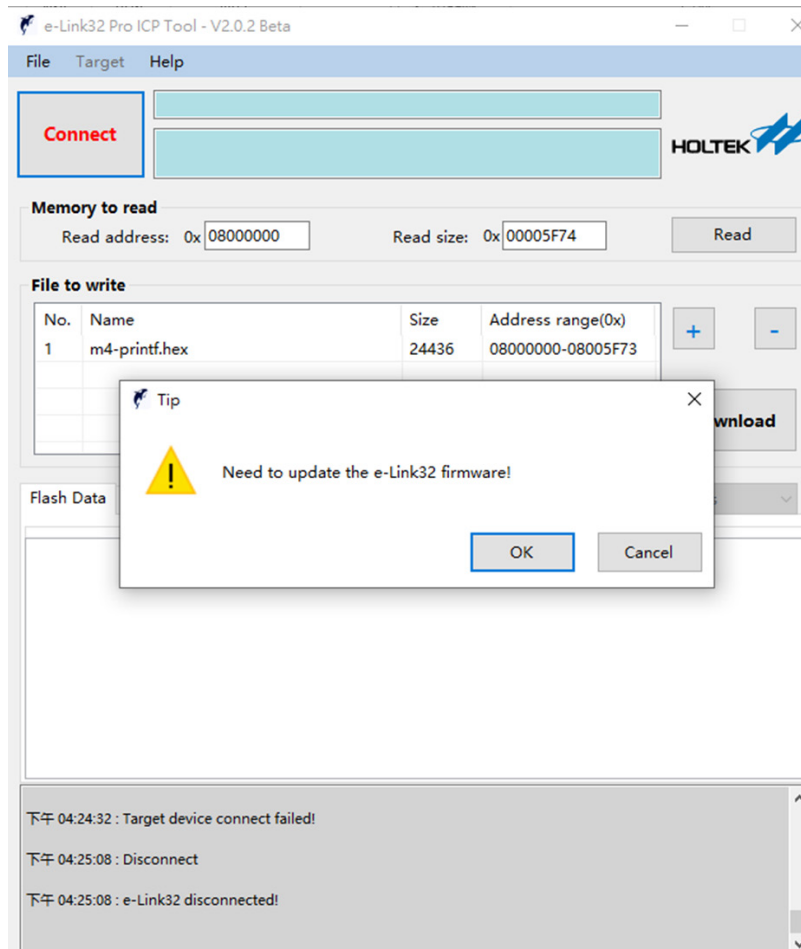 e-Link32 Pro ICP Tool - V2.0.2 Beta
File Target Help
Connect
HOLTEK
Memory to read
Read address: 0x 08000000 Read size: 0x 00005F74 Read
File to write
No. Name Size Address range(0x)
1 m4-printf.hex 24436 08000000-08005F73
+ -
Tip
Need to update the e-Link32 firmware!
OK Cancel
wnload
Flash Data
下午 04:24:32 : Target device connect failed!
下午 04:25:08 : Disconnect
下午 04:25:08 : e-Link32 disconnected!